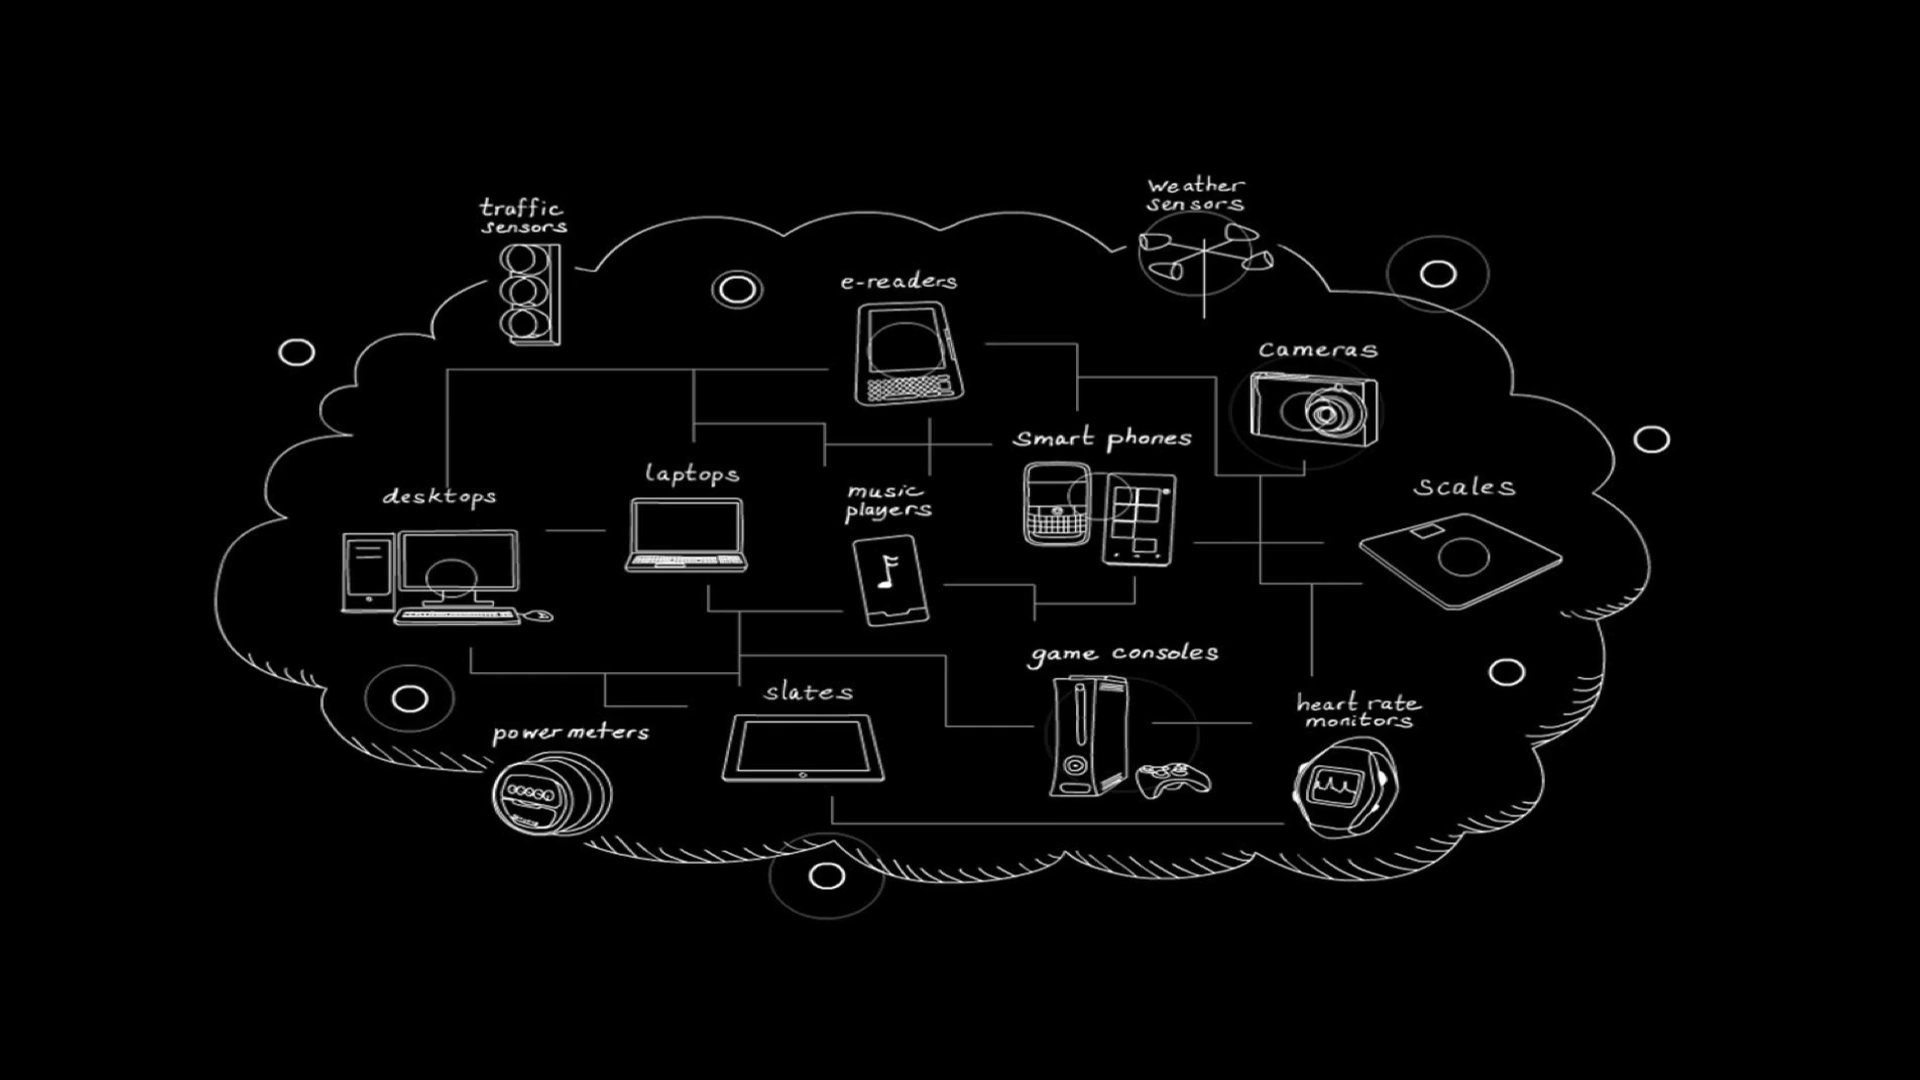 weather
sensors
traffic
sensors
e-readers
cameras
smart phones
laptops
scales
desktops
music
players
game consoles
slates
heart rate
monitors
power meters